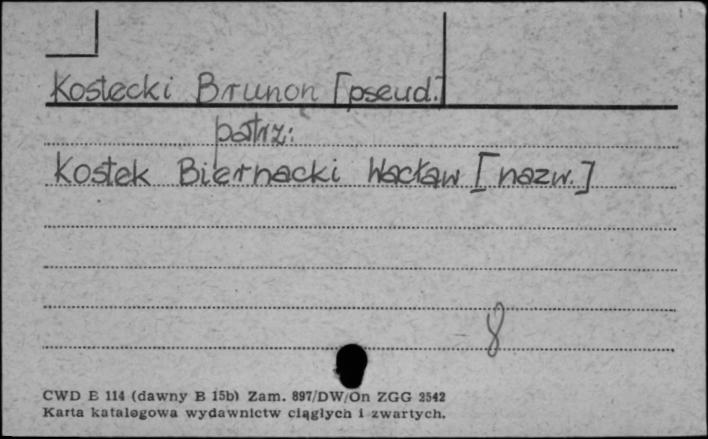 Kostecki Brunon [pseud.]
patrz:
Kostek Biernacki Wacław [nazw.]
8
CWD E 114 (dawny B 15b) Zam. 897/DW/On ZGG 2542
Karta katalogowa wydawnictw ciągłych i zwartych.